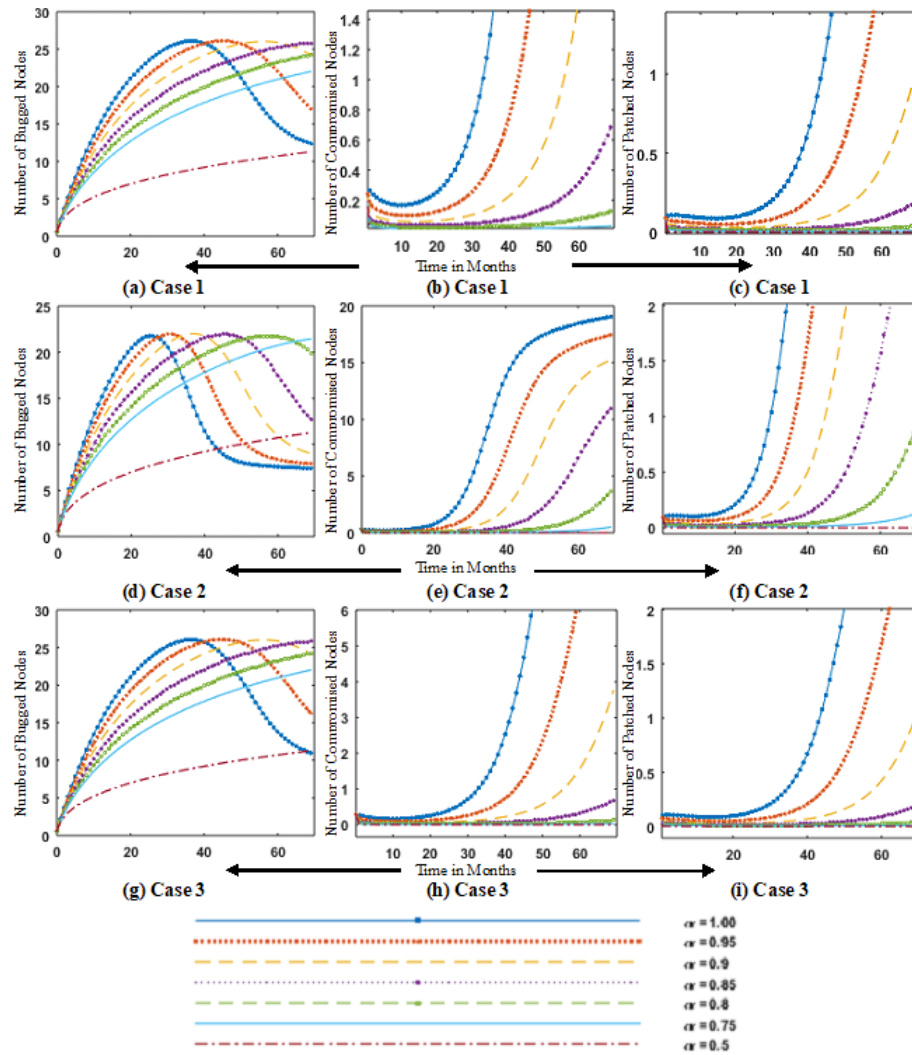 Number of Bugged Nodes
30
25
20
15
10
5
0
0 20 40 60
Number of Compromised Nodes
1.4
1.2
1
0.8
0.6
0.4
0.2
10 20 30 40 50 60
Number of Patched Nodes
1
0.5
0
10 20 30 40 50 60
Time in Months
(a) Case 1 (b) Case 1 (c) Case 1
Number of Bugged Nodes
25
20
15
10
5
0
0 20 40 60
Number of Compromised Nodes
20
15
10
5
0
0 20 40 60
Number of Patched Nodes
2
1.5
1
0.5
0
20 40 60
Time in Months
(d) Case 2 (e) Case 2 (f) Case 2
Number of Bugged Nodes
30
25
20
15
10
5
0
0 20 40 60
Number of Compromised Nodes
6
5
4
3
2
1
0
10 20 30 40 50 60
Number of Patched Nodes
2
1.5
1
0.5
0
20 40 60
Time in Months
(g) Case 3 (h) Case 3 (i) Case 3
α = 1.00
α = 0.95
α = 0.9
α = 0.85
α = 0.8
α = 0.75
α = 0.5